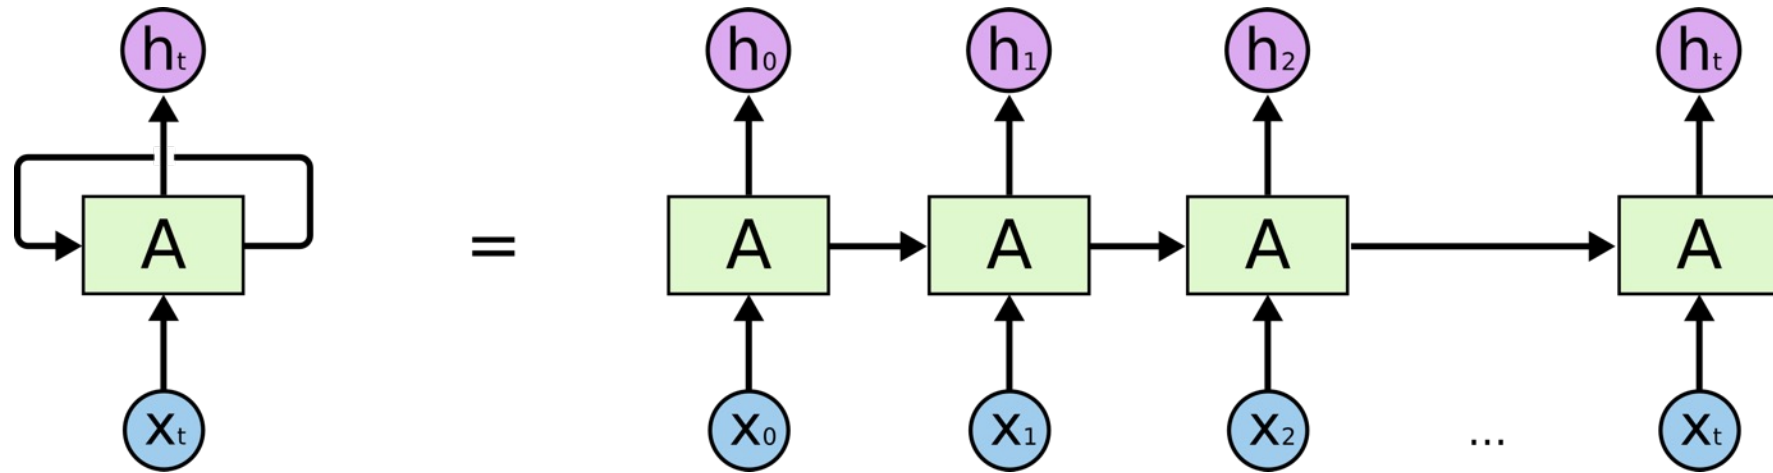 hₜ h₀ h₁ h₂ hₜ
A = A A A A
xₜ x₀ x₁ x₂ ... xₜ